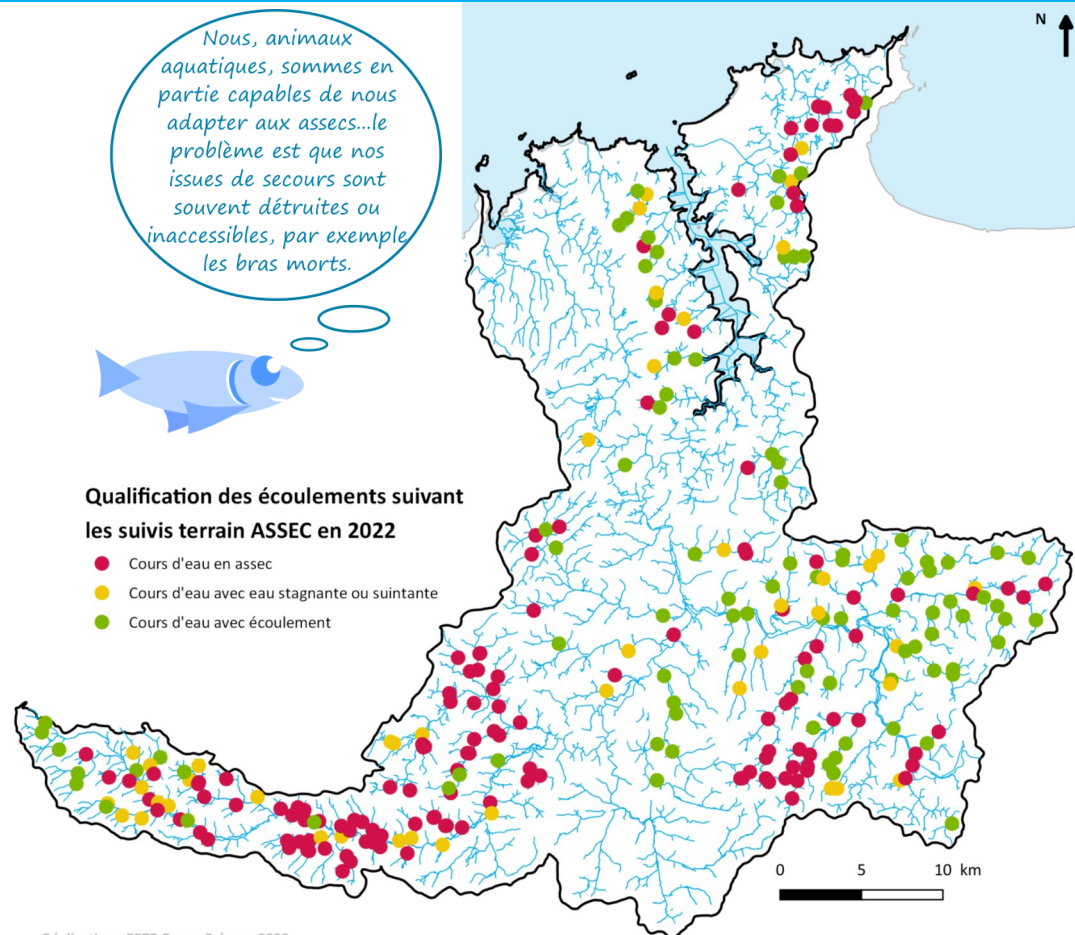 Nous, animaux
aquatiques, sommes en
partie capables de nous
adapter aux assecs...le
problème est que nos
issues de secours sont
souvent détruites ou
inaccessibles, par exemple
les bras morts.
N
Qualification des écoulements suivant
les suivis terrain ASSEC en 2022
Cours d'eau en assec
Cours d'eau avec eau stagnante ou suintante
Cours d'eau avec écoulement
0 5 10 km